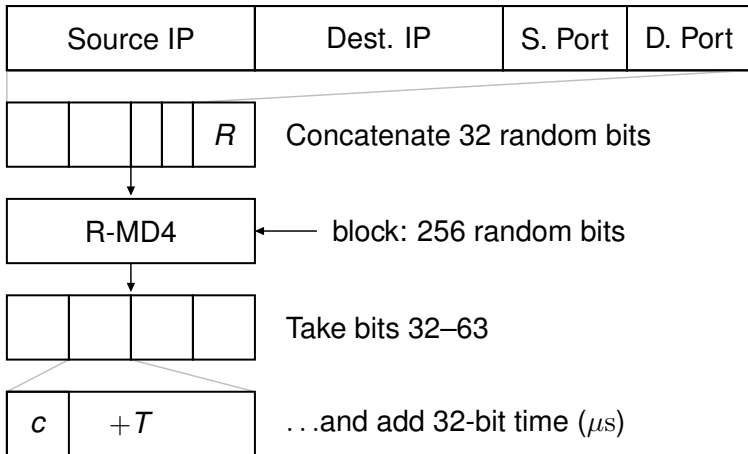 Source IP Dest. IP S. Port D. Port
R Concatenate 32 random bits
R-MD4 block: 256 random bits
Take bits 32–63
c +T ...and add 32-bit time (μs)